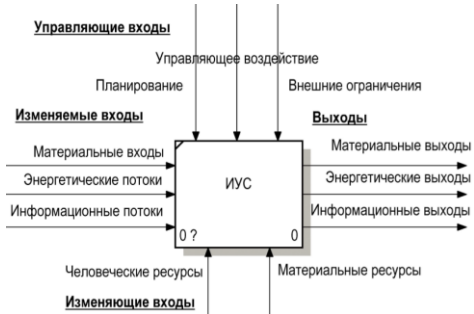 Управляющие входы
Управляющее воздействие
Планирование
Внешние ограничения
Изменяемые входы
Выходы
Материальные входы
Материальные выходы
Энергетические потоки
ИУС
Энергетические выходы
Информационные потоки
Информационные выходы
0 ?
0
Человеческие ресурсы
Материальные ресурсы
Изменяющие входы